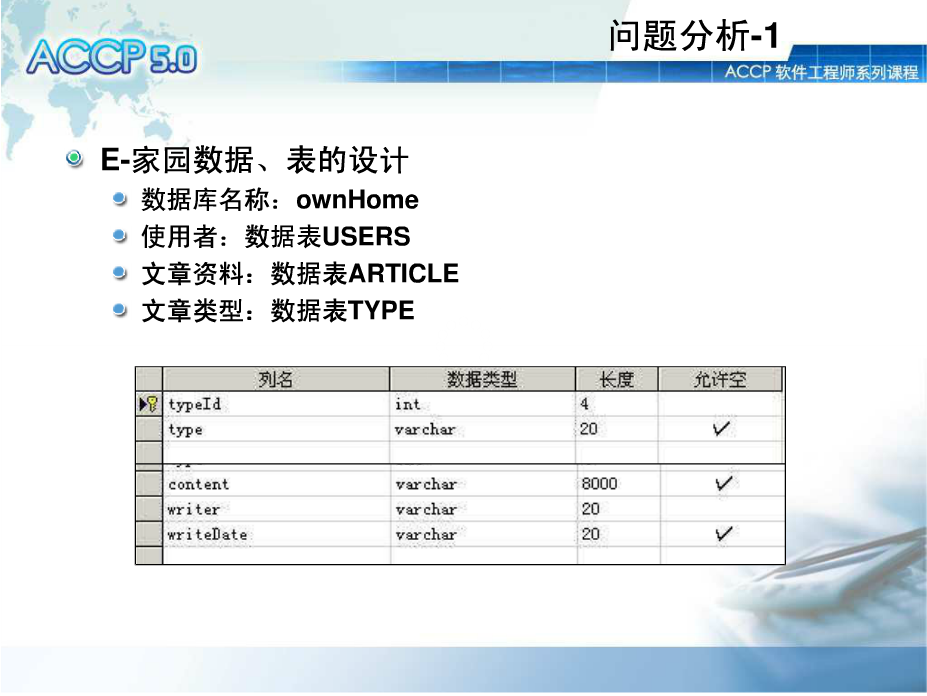 问题分析-1
ACCP 5.0
ACCP 软件工程师系列课程
E-家园数据、表的设计
数据库名称：ownHome
使用者：数据表USERS
文章资料：数据表ARTICLE
文章类型：数据表TYPE
列名 数据类型 长度 允许空
typeId int 4
type varchar 20 ✓
content varchar 8000 ✓
writer varchar 20
writeDate varchar 20 ✓